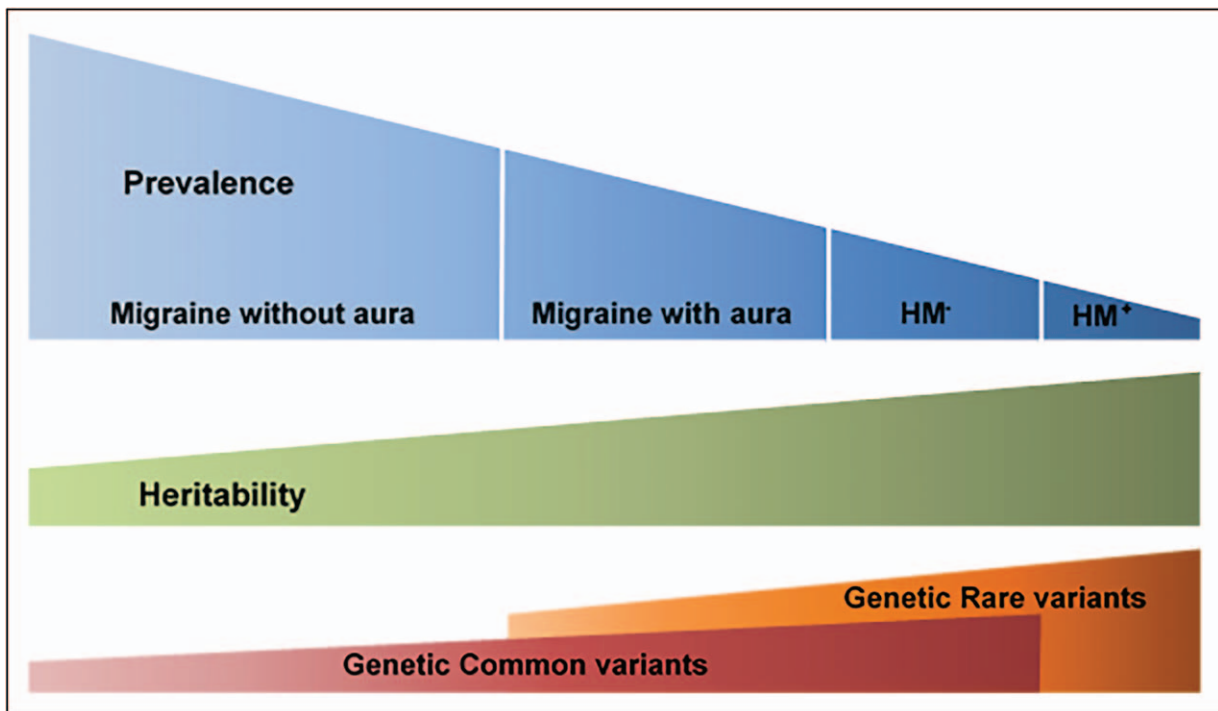 Prevalence
Migraine without aura
Migraine with aura
HM⁻
HM⁺
Heritability
Genetic Rare variants
Genetic Common variants